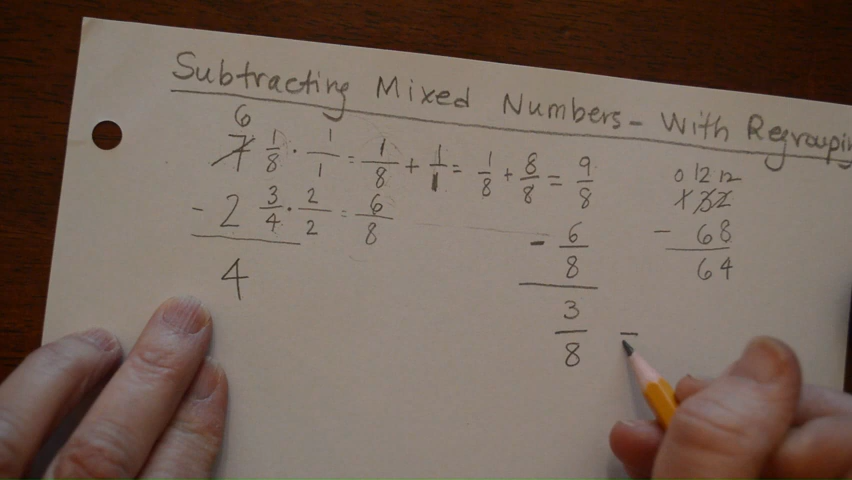 Subtracting Mixed Numbers - With Regroupin
6
7 1/8 · 1/1 = 1/8 + 1/1 = 1/8 + 8/8 = 9/8
- 2 3/4 · 2/2 = 6/8
- 6/8
4
3/8 =
0 12 12
132
- 68
64